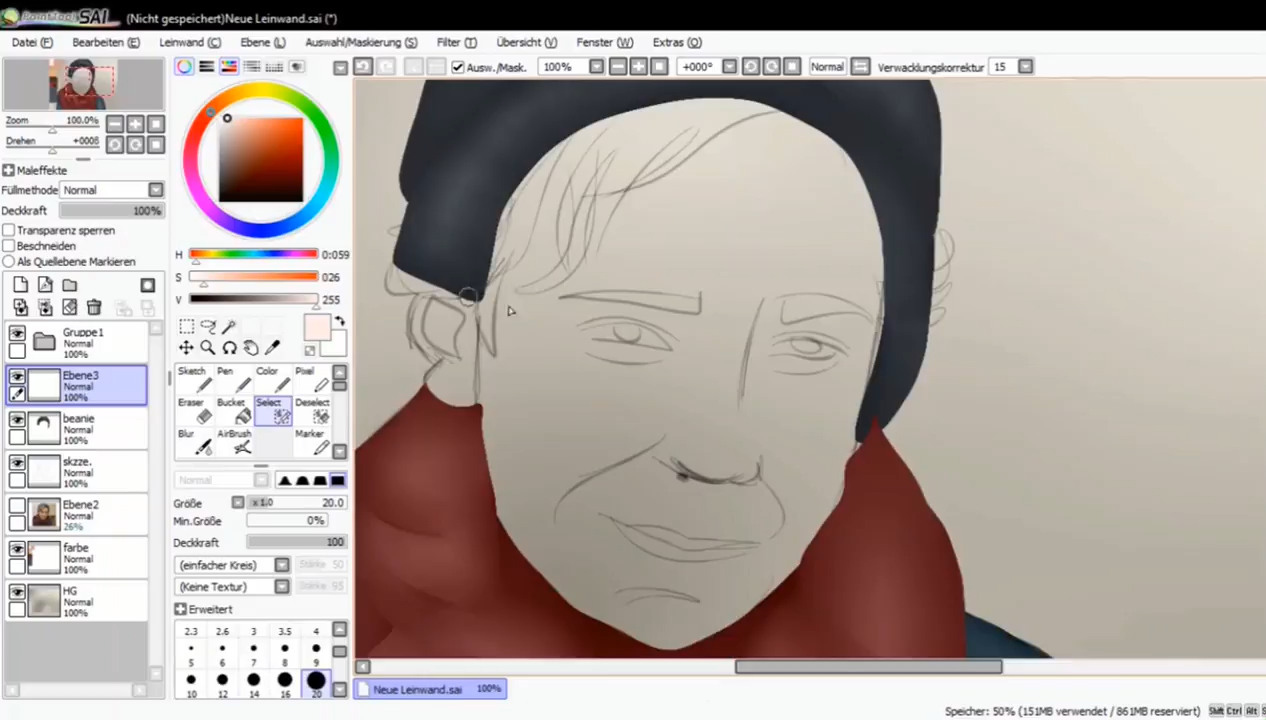 PaintTool SAI (Nicht gespeichert)Neue Leinwand.sai (*)
Datei (F) Bearbeiten (E) Leinwand (C) Ebene (L) Auswahl/Maskierung (S) Filter (T) Übersicht (V) Fenster (W) Extras (O)
Ausw./Mask. 100% +000° Normal Verwacklungskorrektur 15
Zoom 100.0%
Drehen +0008
Maleffekte
Füllmethode Normal
Deckkraft 100%
Transparenz sperren
Beschneiden
Als Quellebene Markieren
Gruppe1
Normal
100%
Ebene3
Normal
100%
beanie
Normal
100%
skzze.
Normal
100%
Ebene2
Normal
26%
farbe
Normal
100%
HG
Normal
100%
H 0:059
S 026
V 255
Sketch Pen Color Pixel
Eraser Bucket Select Deselect
Blur AirBrush Marker
Normal
Größe x 1.0 20.0
Min.Größe 0%
Deckkraft 100
(einfacher Kreis) Stärke 50
(Keine Textur) Stärke 95
Erweitert
2.3 2.6 3 3.5 4
5 6 7 8 9
10 12 14 16 20
Neue Leinwand.sai 100%
Speicher: 50% (151MB verwendet / 861MB reserviert) Shift Ctrl Alt